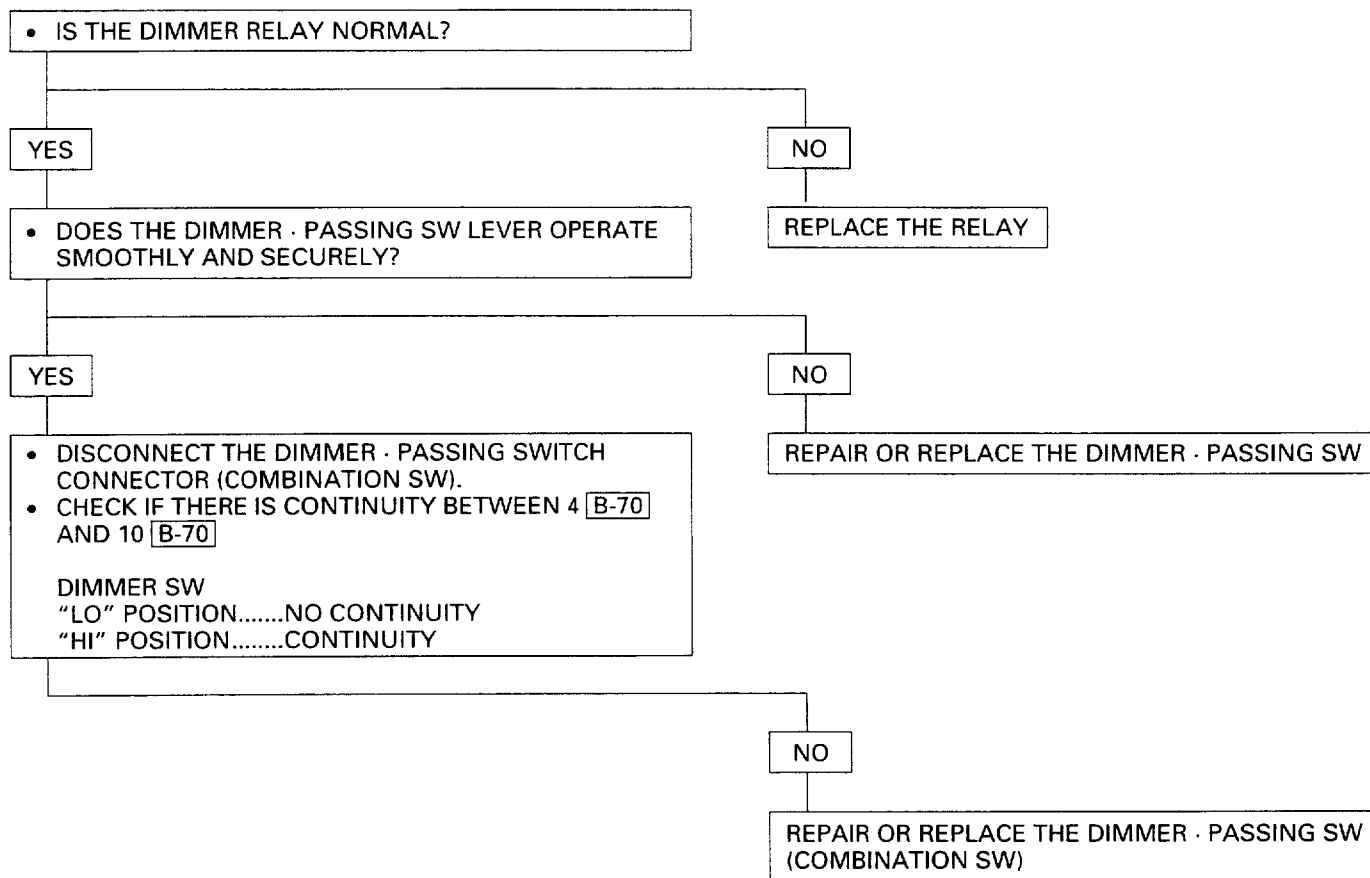 • IS THE DIMMER RELAY NORMAL?
YES
NO
• DOES THE DIMMER · PASSING SW LEVER OPERATE
SMOOTHLY AND SECURELY?
REPLACE THE RELAY
YES
NO
• DISCONNECT THE DIMMER · PASSING SWITCH
CONNECTOR (COMBINATION SW).
• CHECK IF THERE IS CONTINUITY BETWEEN 4 B-70
AND 10 B-70
DIMMER SW
"LO" POSITION.......NO CONTINUITY
"HI" POSITION........CONTINUITY
REPAIR OR REPLACE THE DIMMER · PASSING SW
NO
REPAIR OR REPLACE THE DIMMER · PASSING SW
(COMBINATION SW)